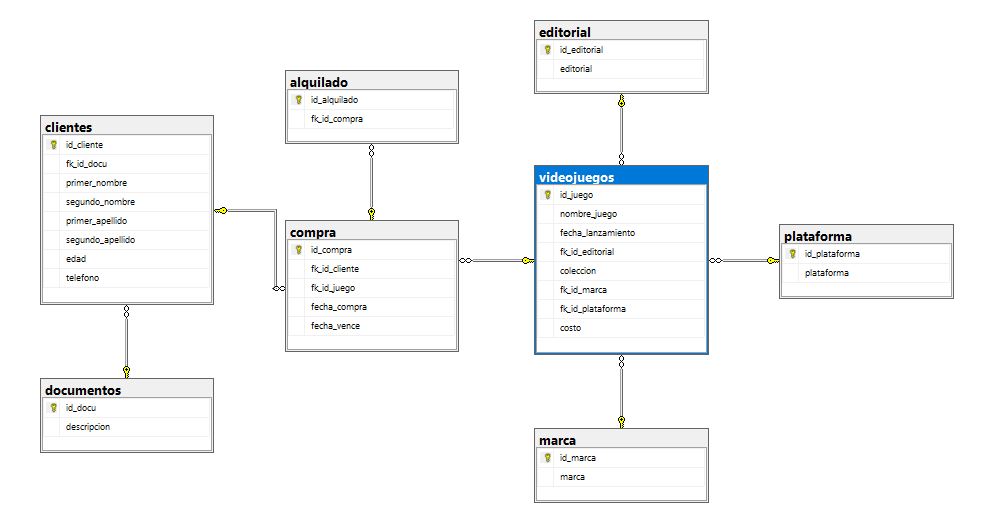 editorial
id_editorial
editorial
alquilado
id_alquilado
fk_id_compra
clientes
id_cliente
fk_id_docu
primer_nombre
segundo_nombre
primer_apellido
segundo_apellido
edad
telefono
videojuegos
id_juego
nombre_juego
fecha_lanzamiento
fk_id_editorial
coleccion
fk_id_marca
fk_id_plataforma
costo
compra
id_compra
fk_id_cliente
fk_id_juego
fecha_compra
fecha_vence
plataforma
id_plataforma
plataforma
documentos
id_docu
descripcion
marca
id_marca
marca